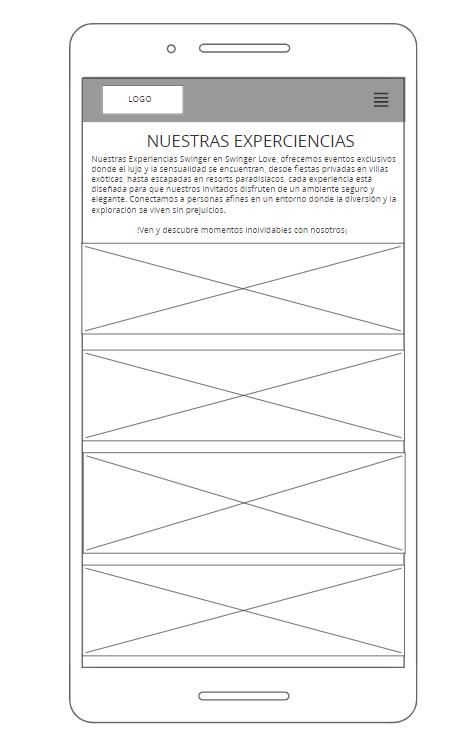 LOGO
NUESTRAS EXPERCIENCIAS
Nuestras Experiencias Swinger en Swinger Love, ofrecemos eventos exclusivos
donde el lujo y la sensualidad se encuentran, desde fiestas privadas en villas
exóticas, hasta escapadas en resorts paradisíacos, cada experiencia está
diseñada para que nuestros invitados disfruten de un ambiente seguro y
elegante. Conectamos a personas afines en un entorno donde la diversión y la
exploración se viven sin prejuicios.
!Ven y descubre momentos inolvidables con nosotros¡